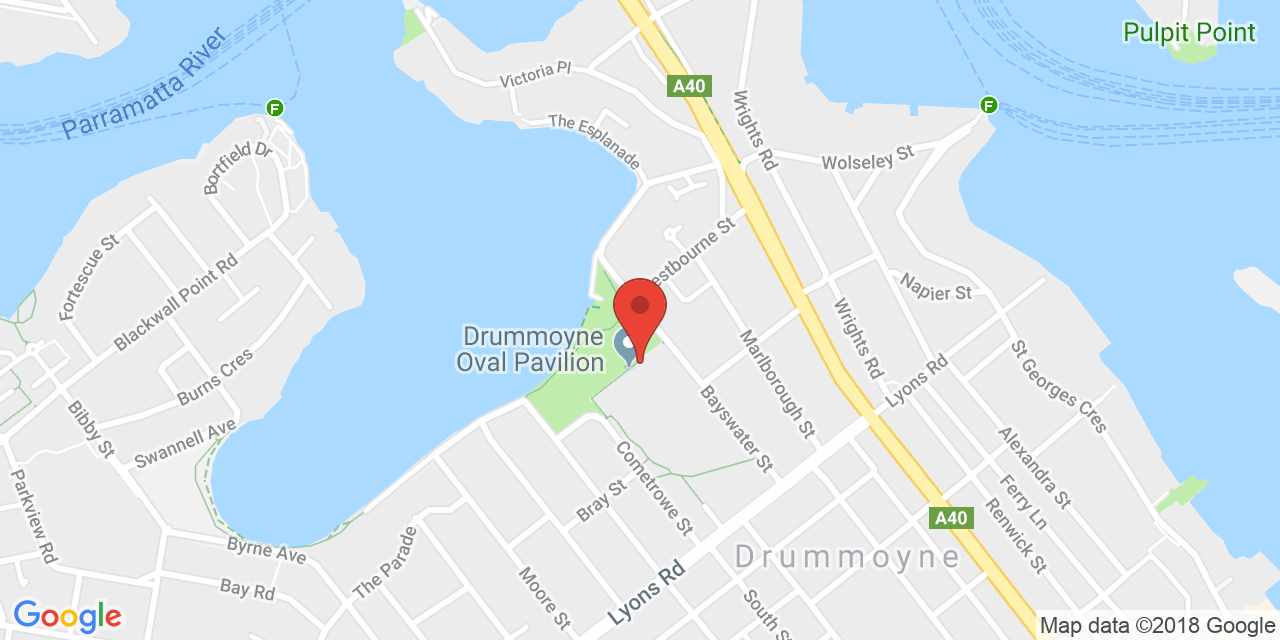 Pulpit Point
Parramatta River
Victoria Pl
A40
Wrights Rd
F
F
The Esplanade
Wolseley St
Bortfield Dr
Fortescue St
Blackwall Point Rd
estbourne St
Napier St
Wrights Rd
Drummoyne
Oval Pavilion
Marlborough St
Lyons Rd
St Georges Cres
Burns Cres
Bayswater St
Bibby St
Swannell Ave
Cometrowe St
Alexandra St
Parkview Rd
Bray St
Ferry Ln
Renwick St
A40
Byrne Ave
The Parade
Drummoyne
Bay Rd
Moore St
Lyons Rd
South St
Google
Map data ©2018 Google